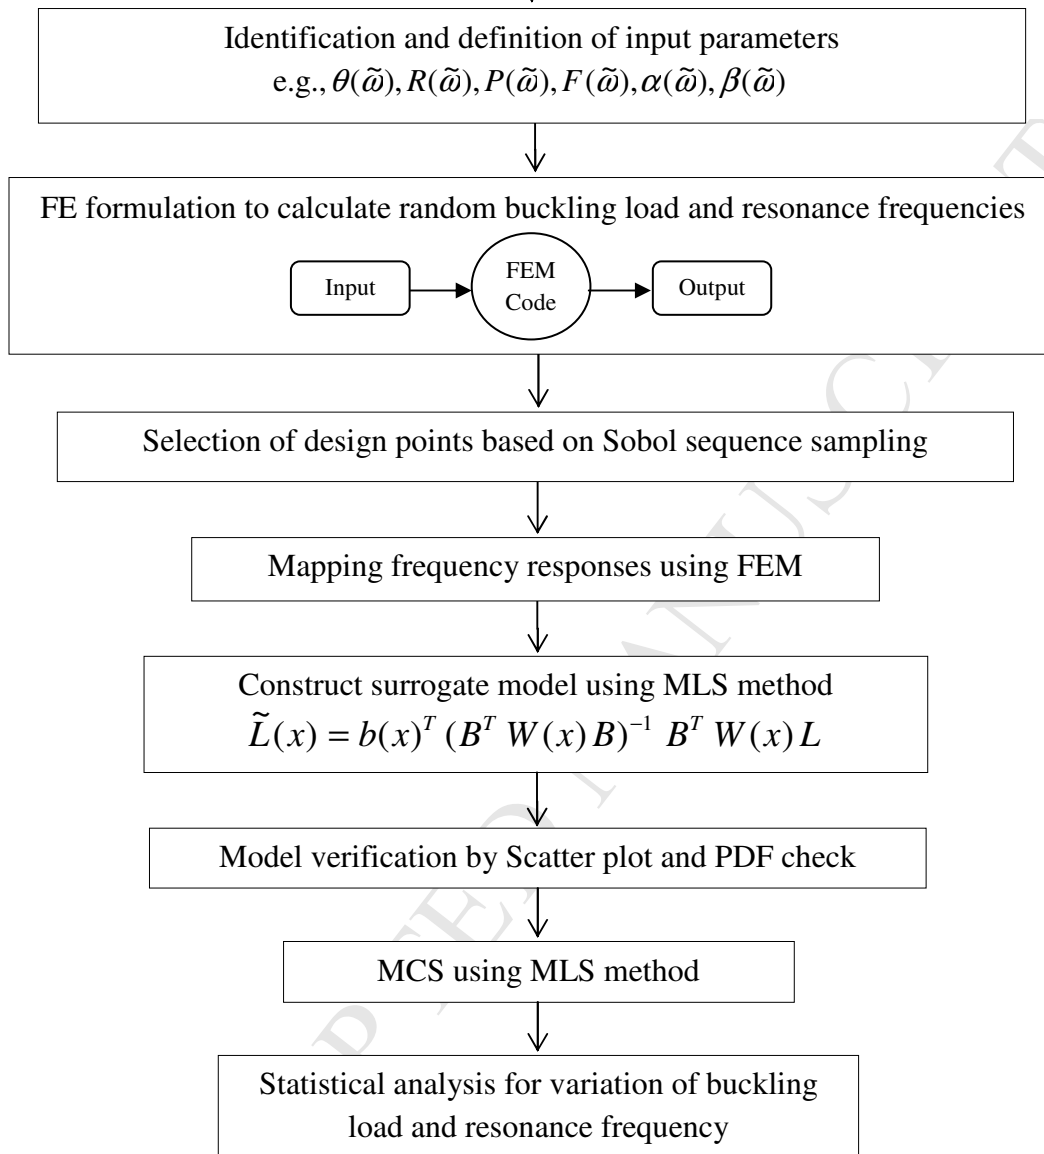 Identification and definition of input parameters
e.g., θ(ω̃), R(ω̃), P(ω̃), F(ω̃), α(ω̃), β(ω̃)
FE formulation to calculate random buckling load and resonance frequencies
Input
FEM
Code
Output
Selection of design points based on Sobol sequence sampling
Mapping frequency responses using FEM
Construct surrogate model using MLS method
L̃(x) = b(x)ᵀ (Bᵀ W(x) B)⁻¹ Bᵀ W(x) L
Model verification by Scatter plot and PDF check
MCS using MLS method
Statistical analysis for variation of buckling
load and resonance frequency